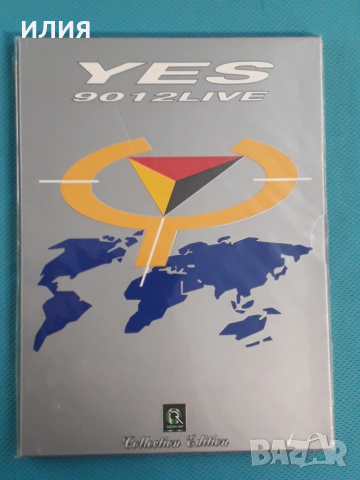 илия
YES
9012LIVE
Collection Edition
bazar